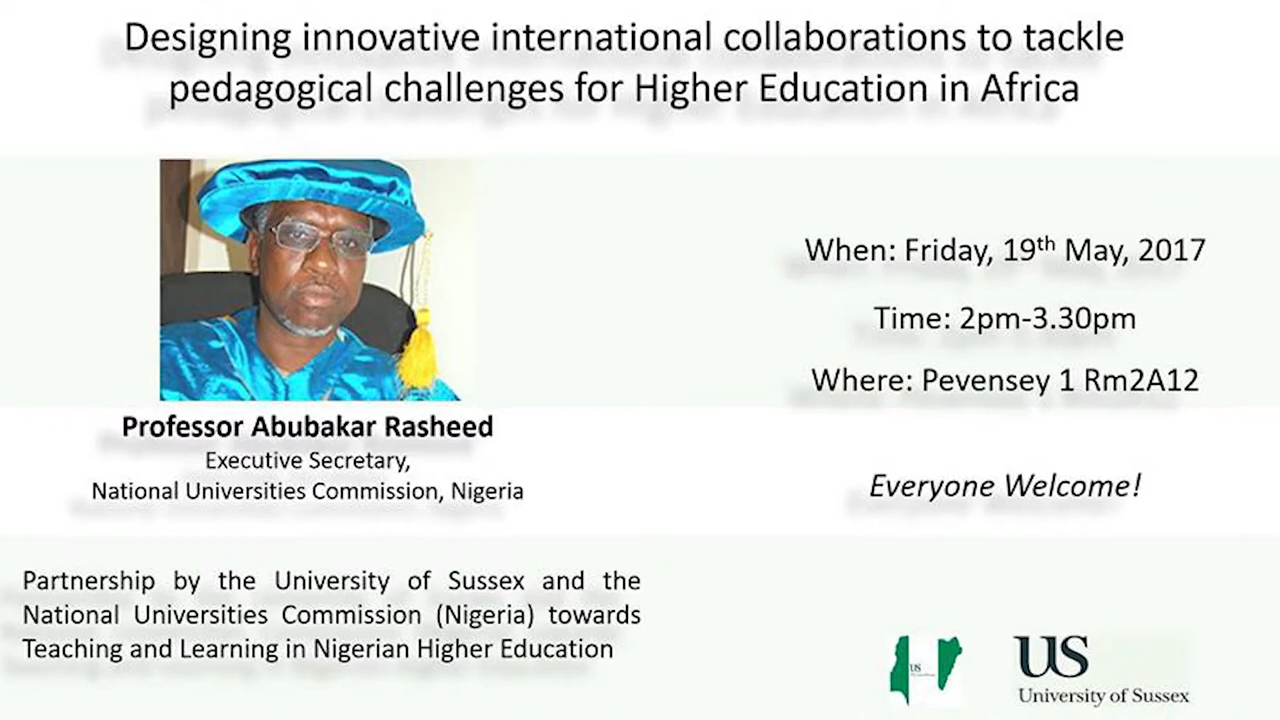 Designing innovative international collaborations to tackle
pedagogical challenges for Higher Education in Africa
When: Friday, 19th May, 2017
Time: 2pm-3.30pm
Where: Pevensey 1 Rm2A12
Professor Abubakar Rasheed
Executive Secretary,
National Universities Commission, Nigeria
Everyone Welcome!
Partnership by the University of Sussex and the
National Universities Commission (Nigeria) towards
Teaching and Learning in Nigerian Higher Education
US
US
University of Sussex